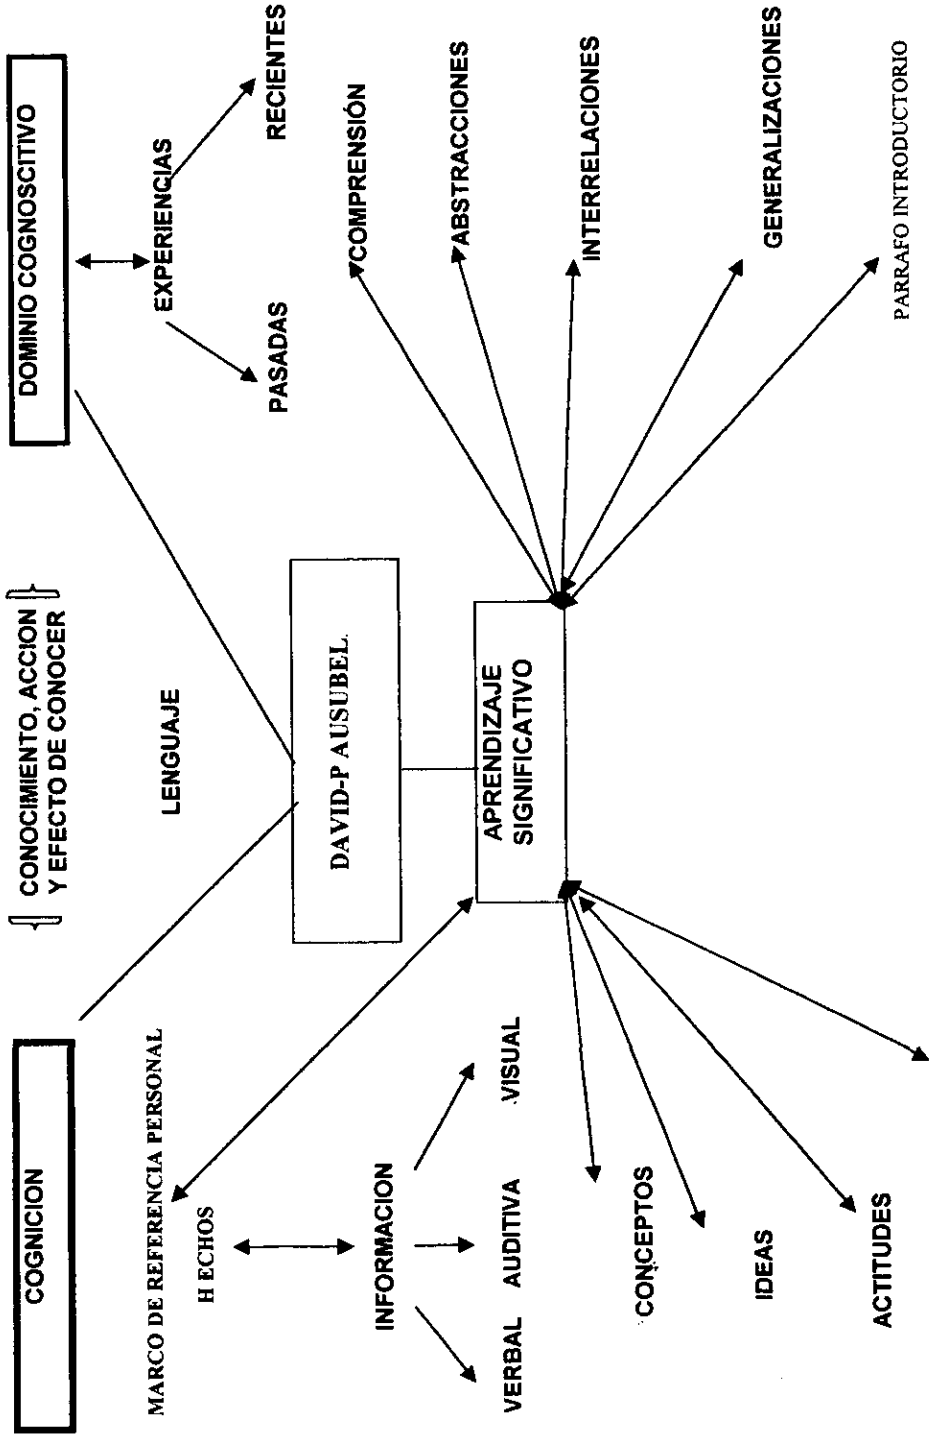 COGNICION
{ CONOCIMIENTO, ACCION }
{ Y EFECTO DE CONOCER }
DOMINIO COGNOSCITIVO
LENGUAJE
EXPERIENCIAS
PASADAS
RECIENTES
MARCO DE REFERENCIA PERSONAL
H ECHOS
INFORMACION
VERBAL
AUDITIVA
VISUAL
DAVID-P AUSUBEL.
APRENDIZAJE
SIGNIFICATIVO
CONCEPTOS
IDEAS
ACTITUDES
COMPRENSIÓN
ABSTRACCIONES
INTERRELACIONES
GENERALIZACIONES
PARRAFO INTRODUCTORIO